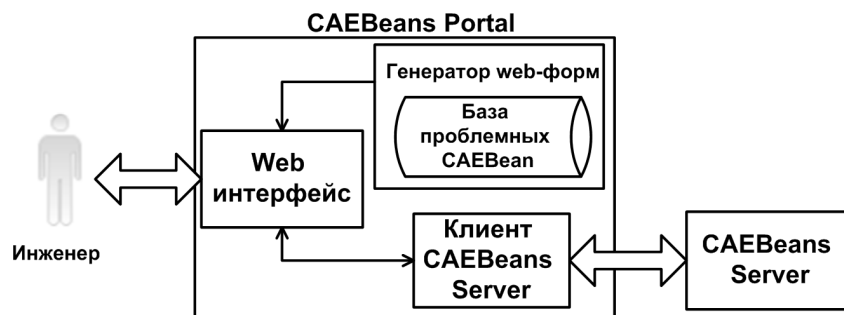 CAEBeans Portal
Генератор web-форм
База
проблемных
CAEBean
Web
интерфейс
Инженер
Клиент
CAEBeans
Server
CAEBeans
Server